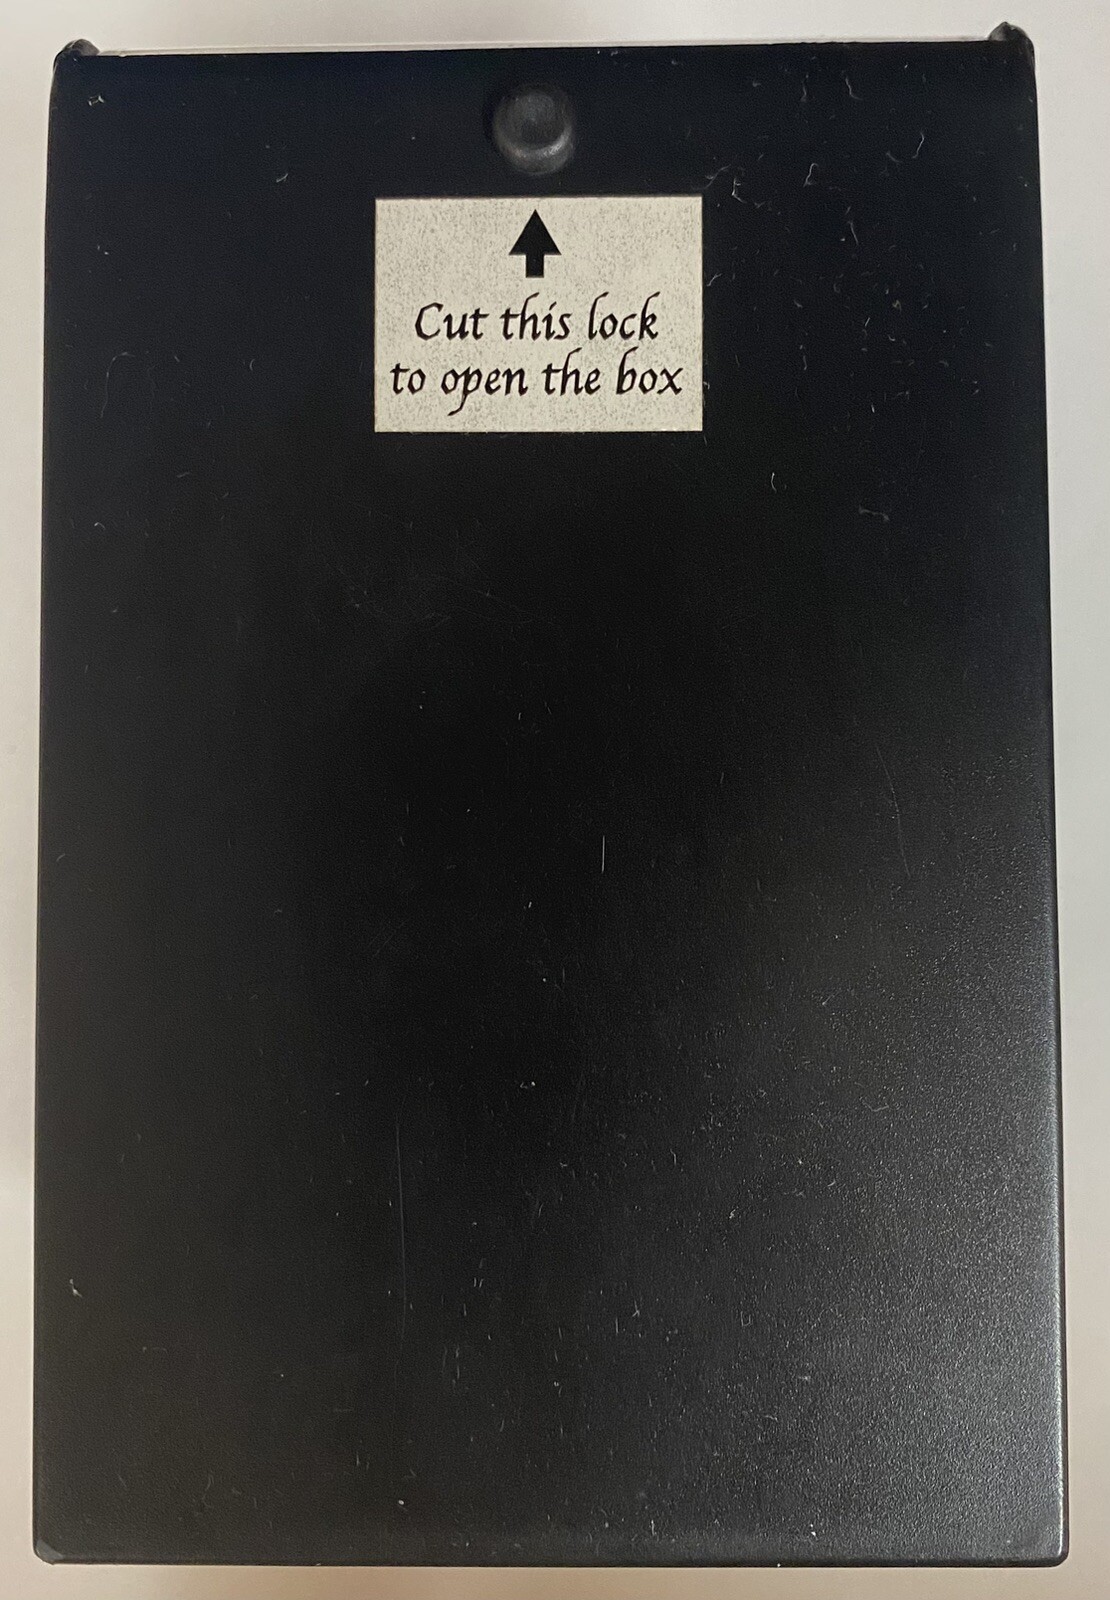 Cut this lock
to open the box